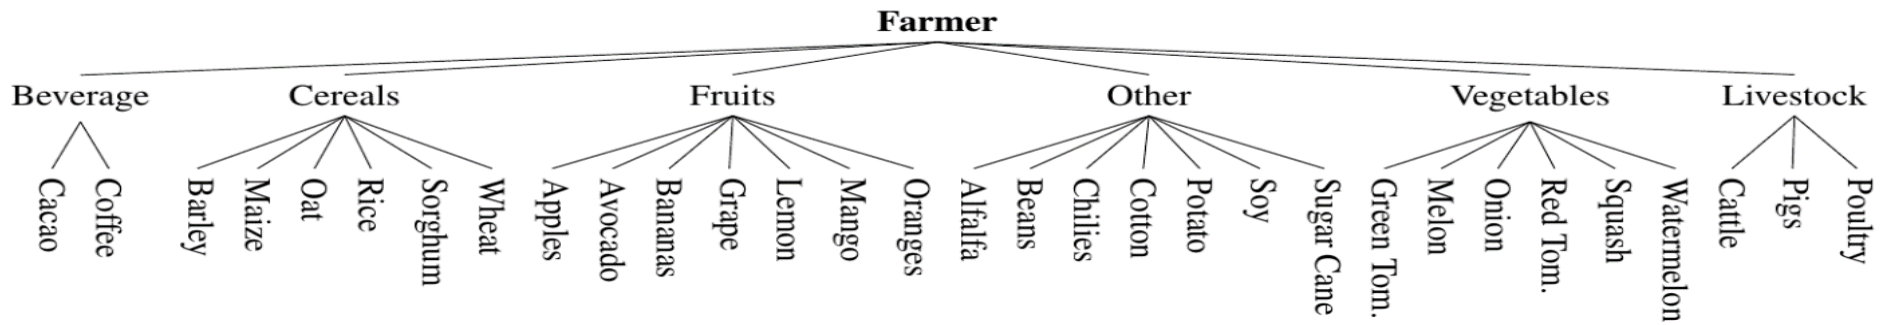 Farmer
Beverage Cereals Fruits Other Vegetables Livestock
Cacao
Coffee
Barley
Maize
Oat
Rice
Sorghum
Wheat
Apples
Avocado
Bananas
Grape
Lemon
Mango
Oranges
Alfalfa
Beans
Chilies
Cotton
Potato
Soy
Sugar Cane
Green Tom.
Melon
Onion
Red Tom.
Squash
Watermelon
Cattle
Pigs
Poultry